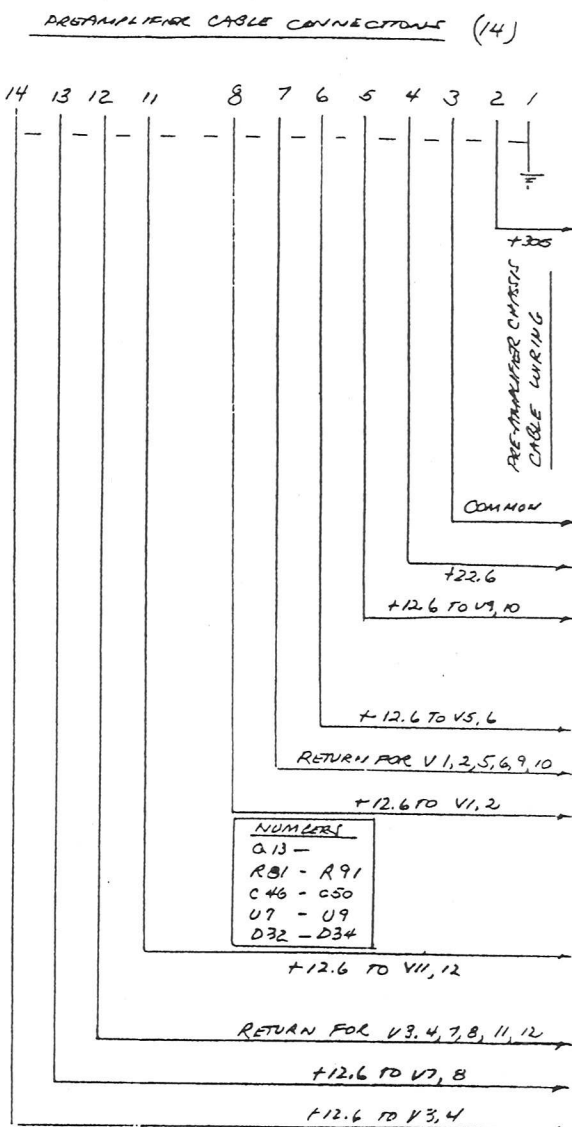 PREAMPLIFIER CABLE CONNECTIONS (14)
14 13 12 11 8 7 6 5 4 3 2 1
+305
PRE-AMPLIFIER CHASSIS
CABLE WIRING
COMMON
+22.6
+12.6 TO V9, 10
+12.6 TO V5, 6
RETURN FOR V1, 2, 5, 6, 9, 10
+12.6 TO V1, 2
NUMBERS
Q13 —
R81 - R91
C46 - C50
U7 - U9
D32 - D34
+12.6 TO V11, 12
RETURN FOR V3, 4, 7, 8, 11, 12
+12.6 TO V7, 8
+12.6 TO V3, 4